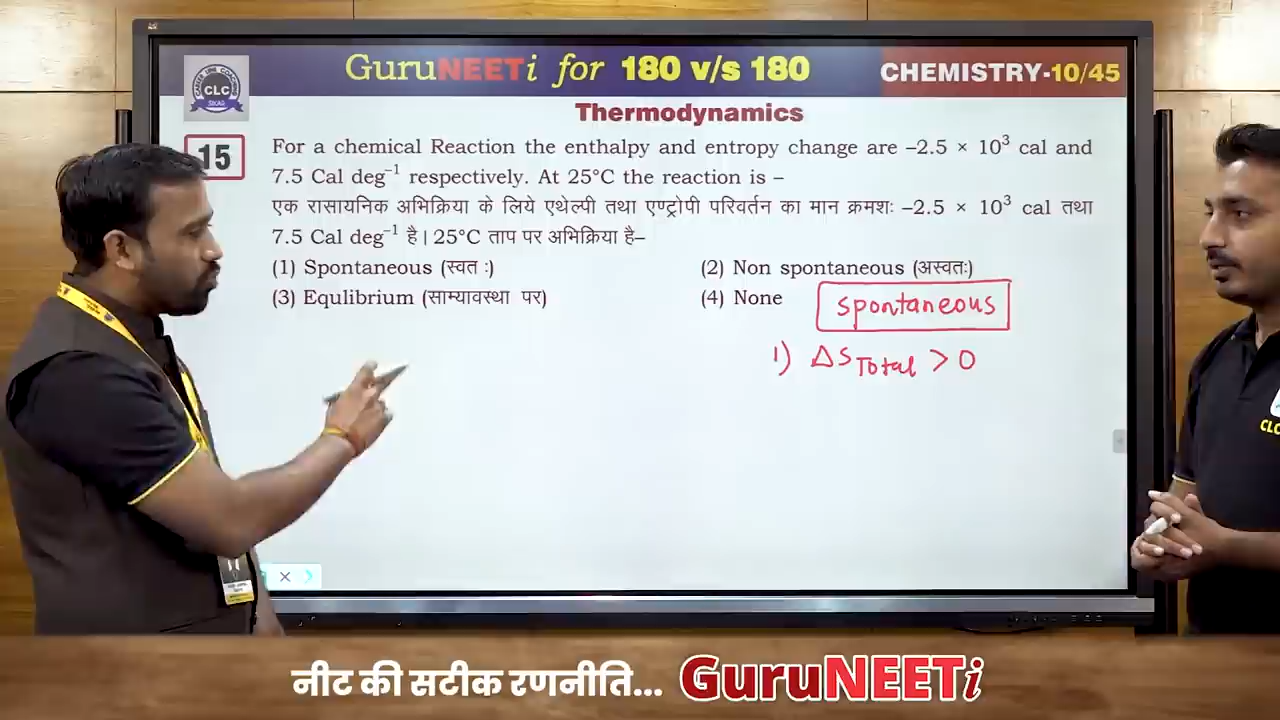 GuruNEETi for 180 v/s 180
CHEMISTRY-10/45
CLC
SIKAR
Thermodynamics
15
For a chemical Reaction the enthalpy and entropy change are –2.5 × 10³ cal and
7.5 Cal deg⁻¹ respectively. At 25°C the reaction is –
एक रासायनिक अभिक्रिया के लिये एथेल्पी तथा एण्ट्रोपी परिवर्तन का मान क्रमशः –2.5 × 10³ cal तथा
7.5 Cal deg⁻¹ है। 25°C ताप पर अभिक्रिया है–
(1) Spontaneous (स्वत :) (2) Non spontaneous (अस्वतः)
(3) Equlibrium (साम्यावस्था पर) (4) None
spontaneous
1) ΔS Total > 0
CLC
नीट की सटीक रणनीति... GuruNEETi